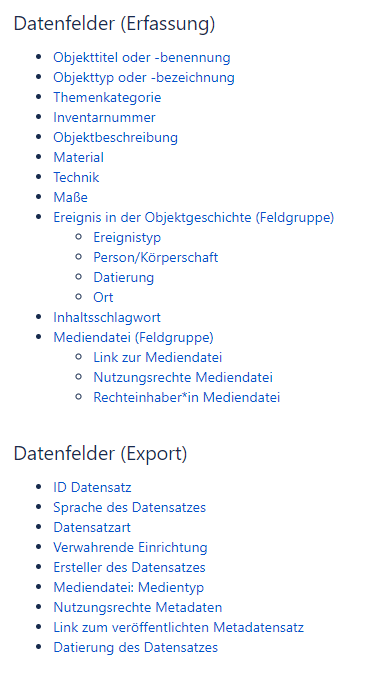 Datenfelder (Erfassung)
Objekttitel oder -benennung
Objekttyp oder -bezeichnung
Themenkategorie
Inventarnummer
Objektbeschreibung
Material
Technik
Maße
Ereignis in der Objektgeschichte (Feldgruppe)
Ereignistyp
Person/Körperschaft
Datierung
Ort
Inhaltsschlagwort
Mediendatei (Feldgruppe)
Link zur Mediendatei
Nutzungsrechte Mediendatei
Rechteinhaber*in Mediendatei
Datenfelder (Export)
ID Datensatz
Sprache des Datensatzes
Datensatzart
Verwahrende Einrichtung
Ersteller des Datensatzes
Mediendatei: Medientyp
Nutzungsrechte Metadaten
Link zum veröffentlichten Metadatensatz
Datierung des Datensatzes